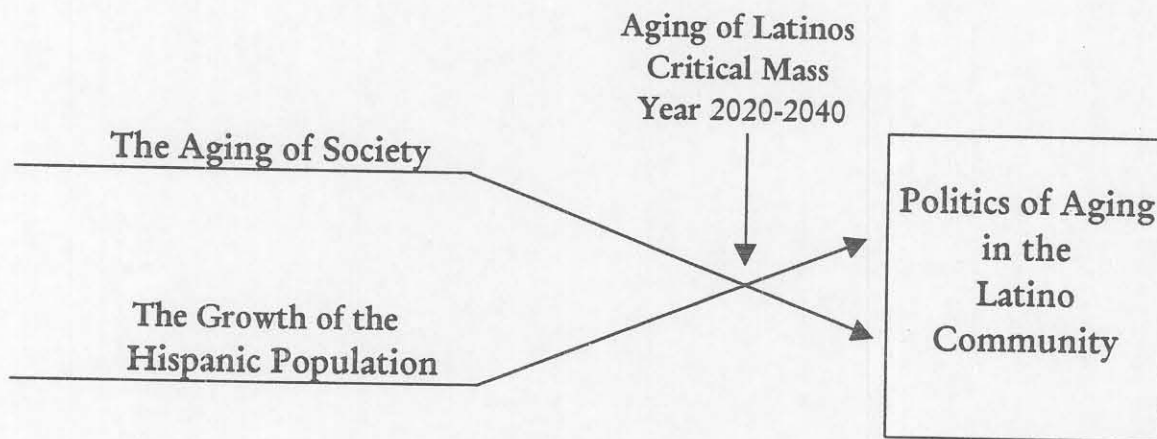 Aging of Latinos
Critical Mass
Year 2020-2040
The Aging of Society
The Growth of the
Hispanic Population
Politics of Aging
in the
Latino
Community